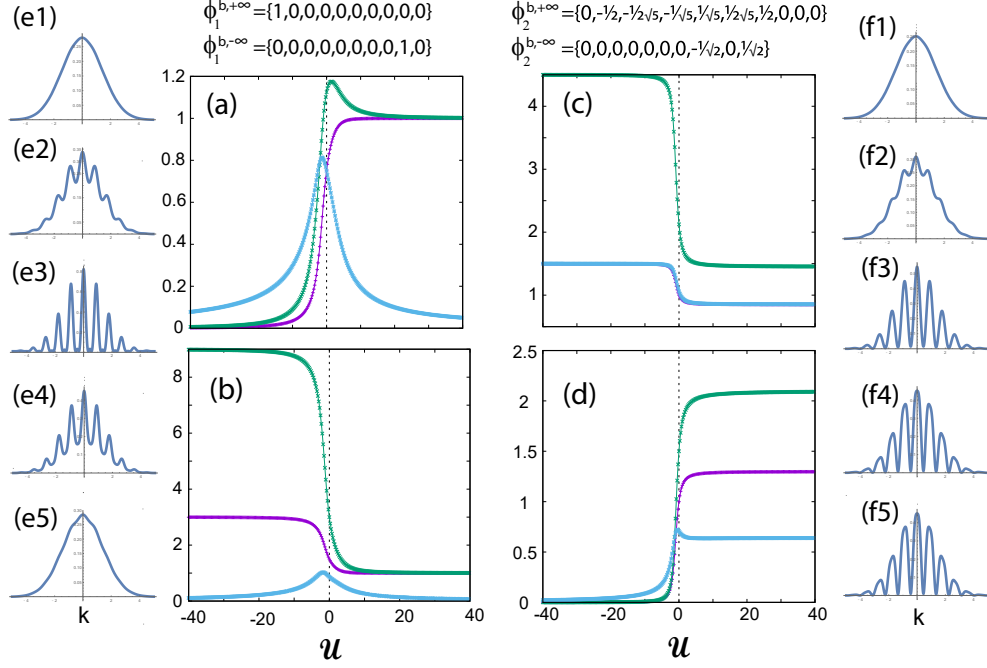 ϕ₁^{b,+∞}={1,0,0,0,0,0,0,0,0,0}
ϕ₁^{b,-∞}={0,0,0,0,0,0,0,0,1,0}
ϕ₂^{b,+∞}={0,-½,-½√5,-⅟√5,⅟√5,½√5,½,0,0,0}
ϕ₂^{b,-∞}={0,0,0,0,0,0,0,-⅟√2,0,⅟√2}
(e1)
(e2)
(e3)
(e4)
(e5)
k
(a)
1.2
1
0.8
0.6
0.4
0.2
0
(b)
8
6
4
2
0
-40 -20 0 20 40
u
(c)
4
3
2
1
(d)
2.5
2
1.5
1
0.5
0
-40 -20 0 20 40
u
(f1)
(f2)
(f3)
(f4)
(f5)
k